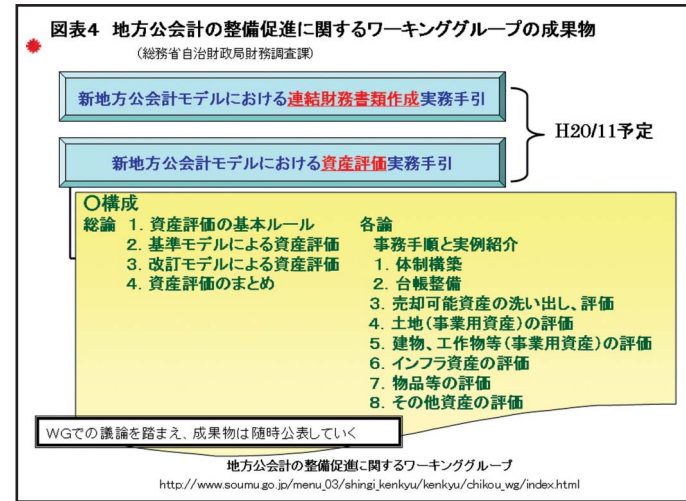 図表4 地方公会計の整備促進に関するワーキンググループの成果物
(総務省自治財政局財務調査課)
新地方公会計モデルにおける連結財務書類作成実務手引
新地方公会計モデルにおける資産評価実務手引
H20/11予定
〇構成
総論 1. 資産評価の基本ルール
2. 基準モデルによる資産評価
3. 改訂モデルによる資産評価
4. 資産評価のまとめ
各論
事務手順と実例紹介
1. 体制構築
2. 台帳整備
3. 売却可能資産の洗い出し、評価
4. 土地(事業用資産)の評価
5. 建物、工作物等(事業用資産)の評価
6. インフラ資産の評価
7. 物品等の評価
8. その他資産の評価
WGでの議論を踏まえ、成果物は随時公表していく
地方公会計の整備促進に関するワーキンググループ
http://www.soumu.go.jp/menu_03/shingi_kenkyu/kenkyu/chikou_wg/index.html